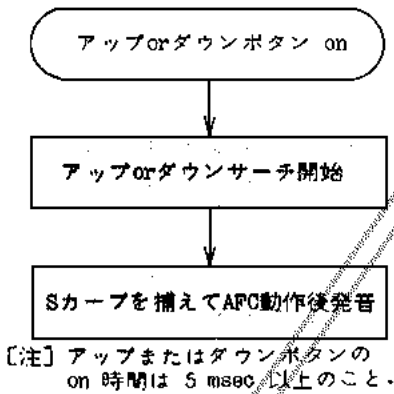 アップorダウンボタン on
アップorダウンサーチ開始
Sカーブを捕えてAFC動作後発音
[注] アップまたはダウンボタンの
on 時間は 5 msec 以上のこと.